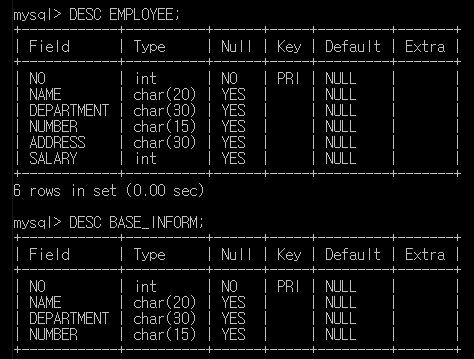 mysql> DESC EMPLOYEE;
+------------+----------+------+-----+---------+-------+
| Field      | Type     | Null | Key | Default | Extra |
+------------+----------+------+-----+---------+-------+
| NO         | int      | NO   | PRI | NULL    |       |
| NAME       | char(20) | YES  |     | NULL    |       |
| DEPARTMENT | char(30) | YES  |     | NULL    |       |
| NUMBER     | char(15) | YES  |     | NULL    |       |
| ADDRESS    | char(30) | YES  |     | NULL    |       |
| SALARY     | int      | YES  |     | NULL    |       |
+------------+----------+------+-----+---------+-------+
6 rows in set (0.00 sec)
mysql> DESC BASE_INFORM;
+------------+----------+------+-----+---------+-------+
| Field      | Type     | Null | Key | Default | Extra |
+------------+----------+------+-----+---------+-------+
| NO         | int      | NO   | PRI | NULL    |       |
| NAME       | char(20) | YES  |     | NULL    |       |
| DEPARTMENT | char(30) | YES  |     | NULL    |       |
| NUMBER     | char(15) | YES  |     | NULL    |       |
+------------+----------+------+-----+---------+-------+